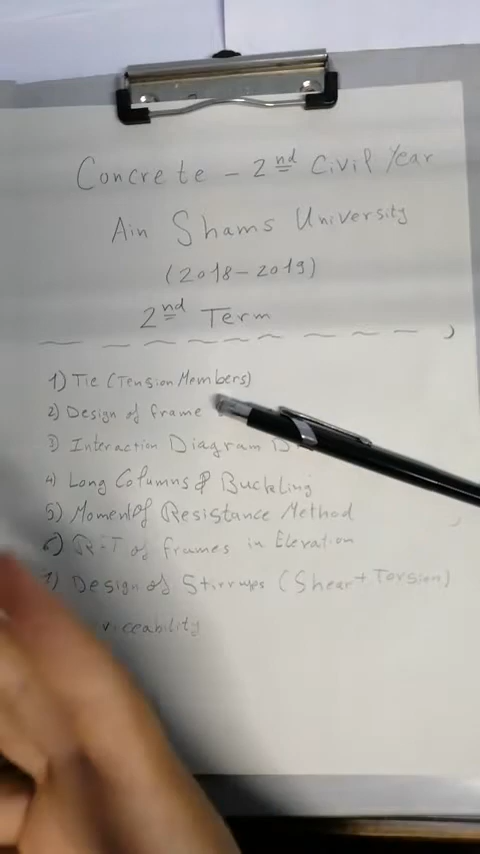 Concrete - 2nd Civil Year
Ain Shams University
(2018-2019)
2nd Term
1) Tie (Tension Members)
2) Design of frame
3) Interaction Diagram
4) Long Columns & Buckling
5) Moment of Resistance Method
6) R.T of frames in Elevation
7) Design of Stirrups (Shear + Torsion)
viceability